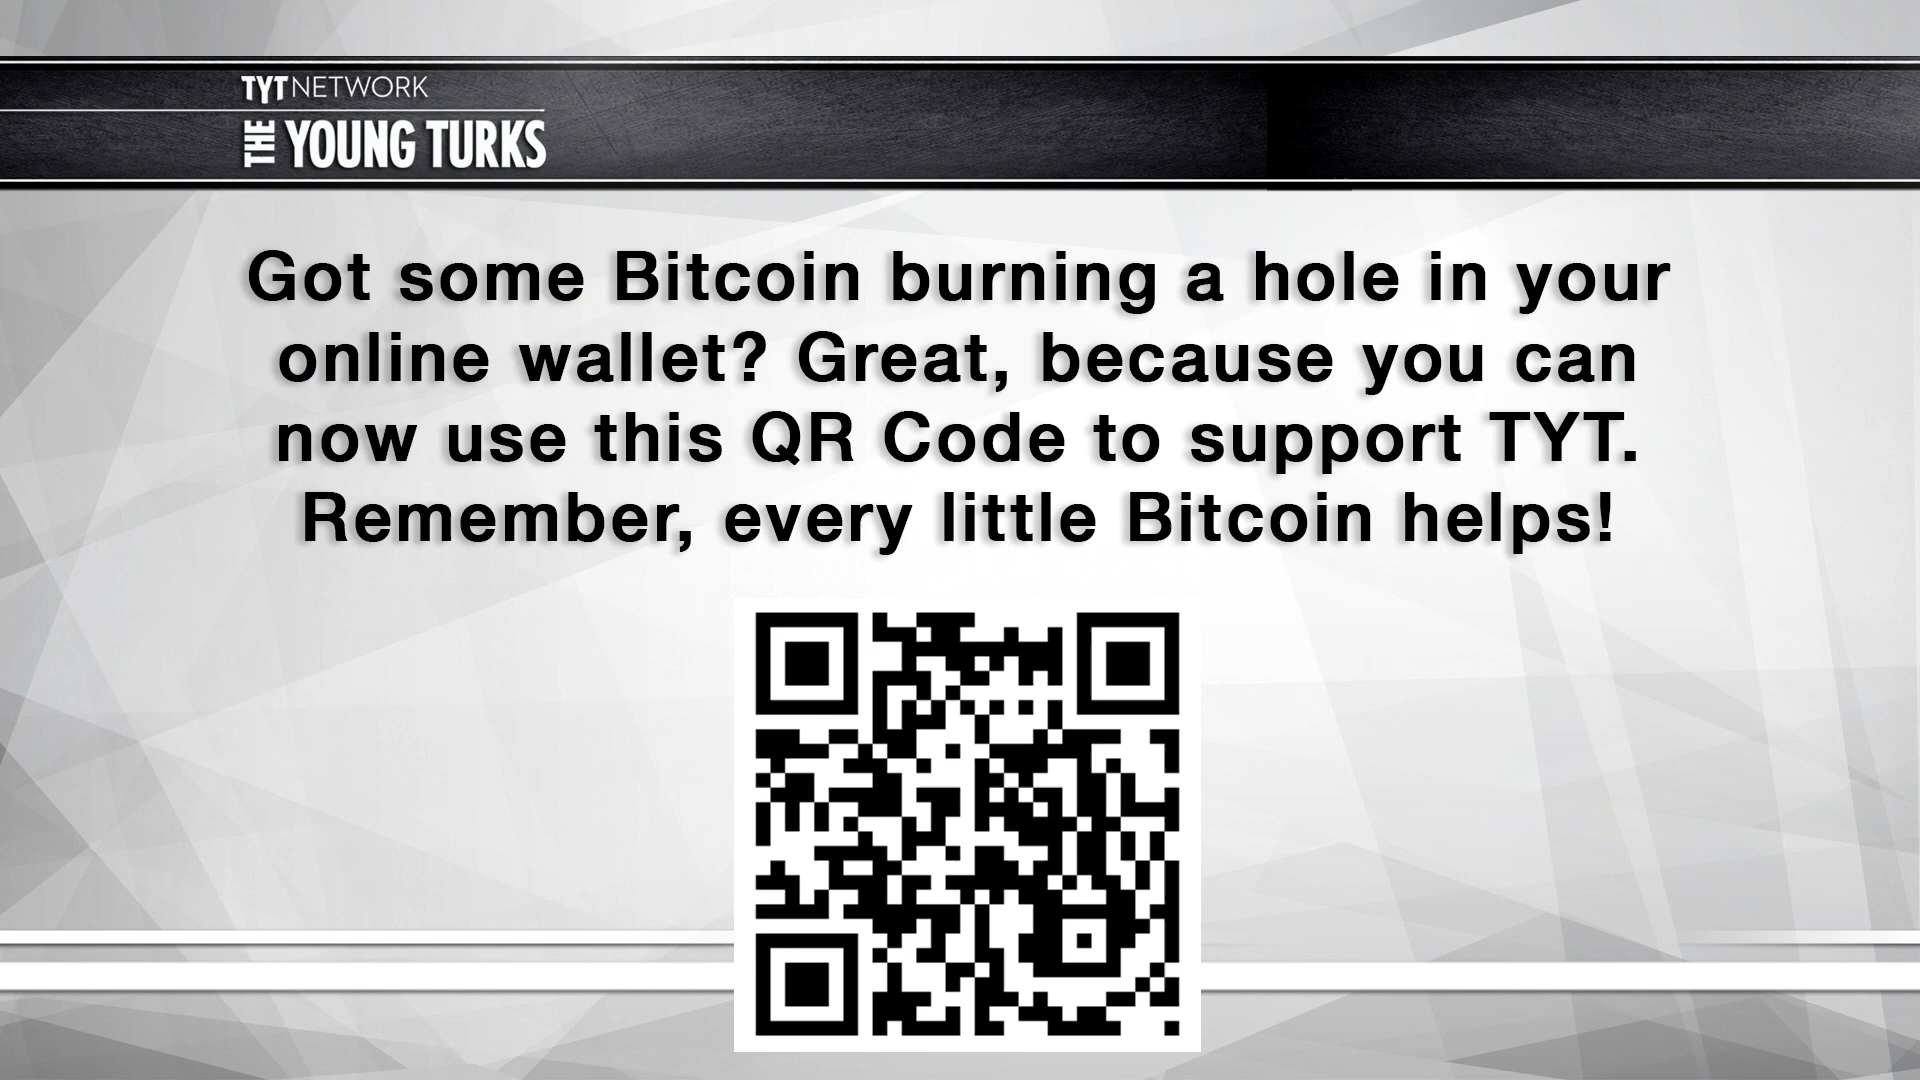 TYT NETWORK
THE YOUNG TURKS
Got some Bitcoin burning a hole in your
online wallet? Great, because you can
now use this QR Code to support TYT.
Remember, every little Bitcoin helps!